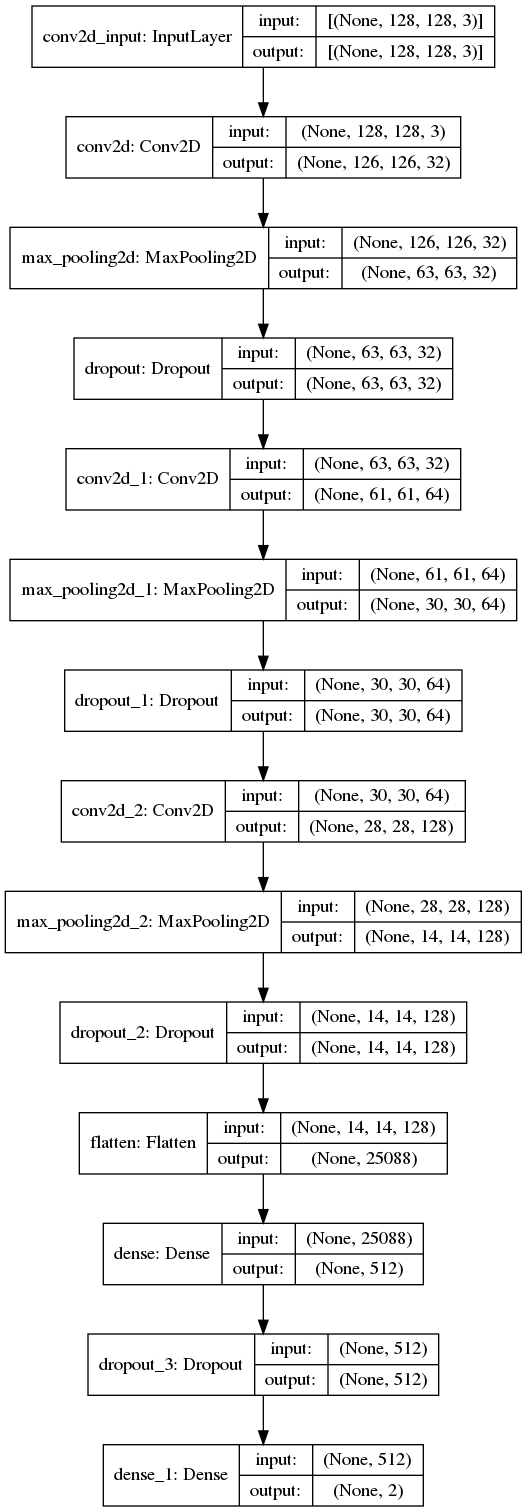 conv2d_input: InputLayer
input: [(None, 128, 128, 3)]
output: [(None, 128, 128, 3)]
conv2d: Conv2D
input: (None, 128, 128, 3)
output: (None, 126, 126, 32)
max_pooling2d: MaxPooling2D
input: (None, 126, 126, 32)
output: (None, 63, 63, 32)
dropout: Dropout
input: (None, 63, 63, 32)
output: (None, 63, 63, 32)
conv2d_1: Conv2D
input: (None, 63, 63, 32)
output: (None, 61, 61, 64)
max_pooling2d_1: MaxPooling2D
input: (None, 61, 61, 64)
output: (None, 30, 30, 64)
dropout_1: Dropout
input: (None, 30, 30, 64)
output: (None, 30, 30, 64)
conv2d_2: Conv2D
input: (None, 30, 30, 64)
output: (None, 28, 28, 128)
max_pooling2d_2: MaxPooling2D
input: (None, 28, 28, 128)
output: (None, 14, 14, 128)
dropout_2: Dropout
input: (None, 14, 14, 128)
output: (None, 14, 14, 128)
flatten: Flatten
input: (None, 14, 14, 128)
output: (None, 25088)
dense: Dense
input: (None, 25088)
output: (None, 512)
dropout_3: Dropout
input: (None, 512)
output: (None, 512)
dense_1: Dense
input: (None, 512)
output: (None, 2)